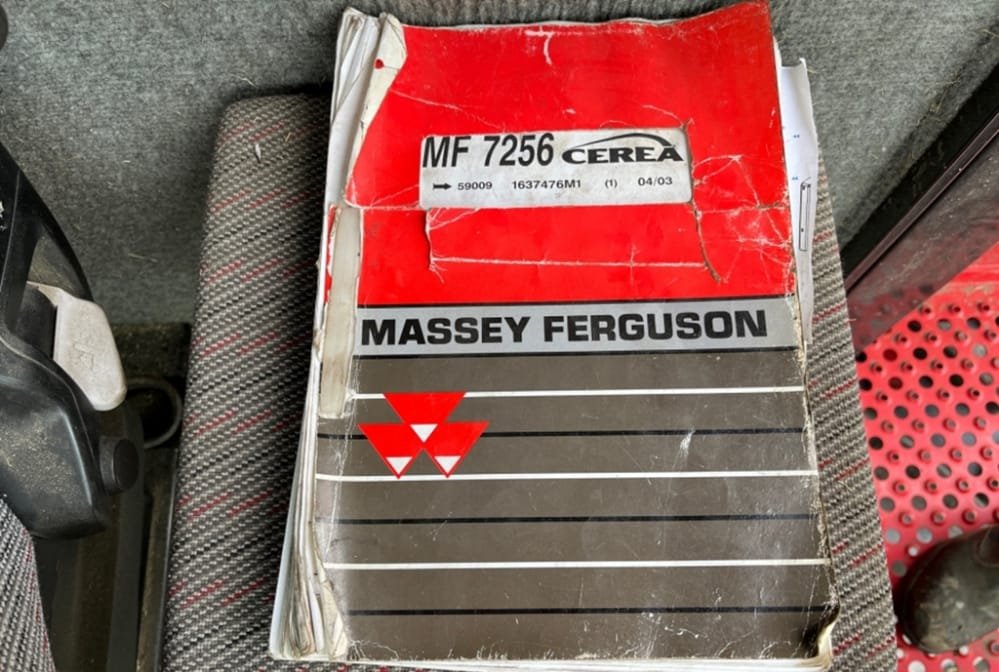 MF 7256 CEREA
59009 1637476M1 (1) 04/03
MASSEY FERGUSON